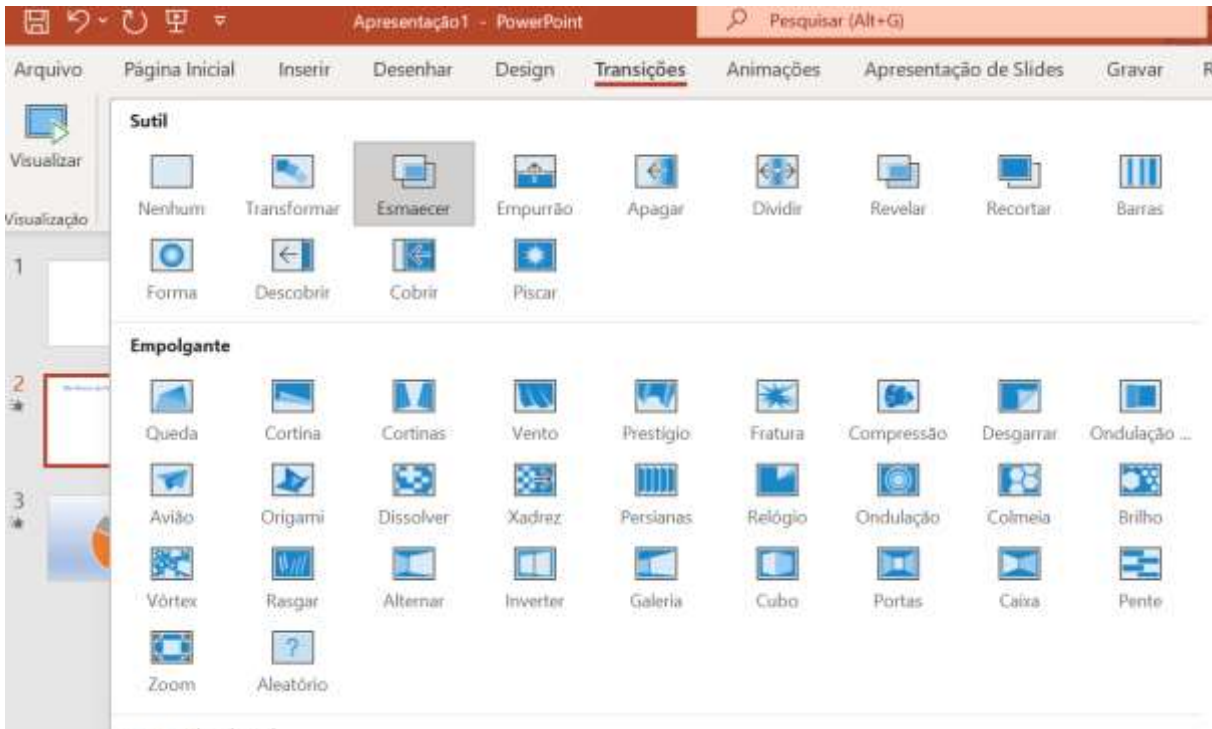 Apresentação1 - PowerPoint Pesquisar (Alt+G)
Arquivo Página Inicial Inserir Desenhar Design Transições Animações Apresentação de Slides Gravar R
Sutil
Visualizar
Nenhum Transformar Esmaecer Empurrão Apagar Dividir Revelar Recortar Barras
Visualização
1
Forma Descobrir Cobrir Piscar
Empolgante
2
Queda Cortina Cortinas Vento Prestígio Fratura Compressão Desgarrar Ondulação ...
3
Avião Origami Dissolver Xadrez Persianas Relógio Ondulação Colmeia Brilho
Vórtex Rasgar Alternar Inverter Galeria Cubo Portas Caixa Pente
Zoom Aleatório